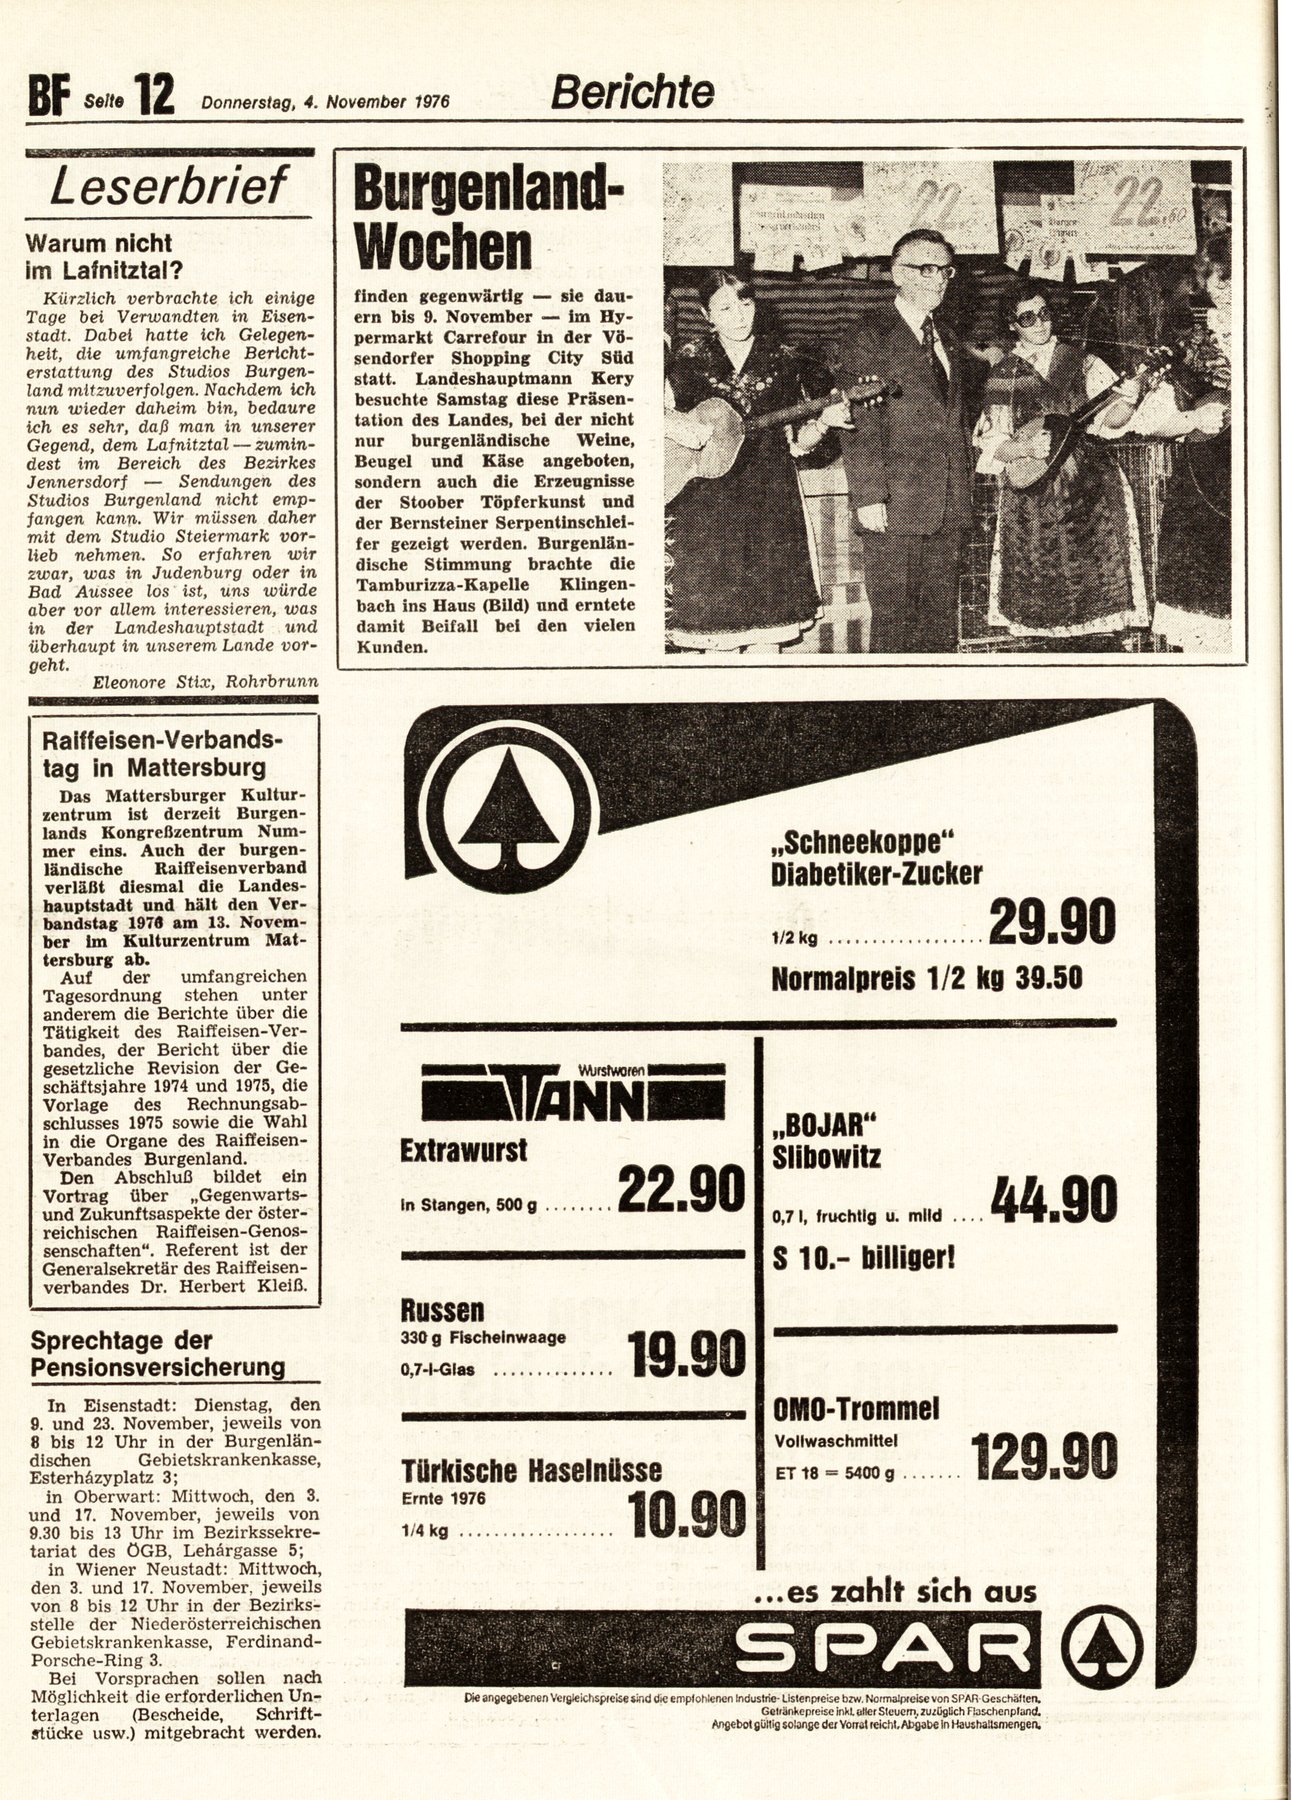 BF Seite 12 Donnerstag, 4. November 1976 Berichte
Leserbrief
Warum nicht
im Lafnitztal?
Kürzlich verbrachte ich einige
Tage bei Verwandten in Eisen-
stadt. Dabei hatte ich Gelegen-
heit, die umfangreiche Bericht-
erstattung des Studios Burgen-
land mitzuverfolgen. Nachdem ich
nun wieder daheim bin, bedaure
ich es sehr, daß man in unserer
Gegend, dem Lafnitztal — zumin-
dest im Bereich des Bezirkes
Jennersdorf — Sendungen des
Studios Burgenland nicht emp-
fangen kann. Wir müssen daher
mit dem Studio Steiermark vor-
lieb nehmen. So erfahren wir
zwar, was in Judenburg oder in
Bad Aussee los ist, uns würde
aber vor allem interessieren, was
in der Landeshauptstadt und
überhaupt in unserem Lande vor-
geht.
Eleonore Stix, Rohrbrunn
Raiffeisen-Verbands-
tag in Mattersburg
Das Mattersburger Kultur-
zentrum ist derzeit Burgen-
lands Kongreßzentrum Num-
mer eins. Auch der burgen-
ländische Raiffeisenverband
verläßt diesmal die Landes-
hauptstadt und hält den Ver-
bandstag 1976 am 13. Novem-
ber im Kulturzentrum Mat-
tersburg ab.
Auf der umfangreichen
Tagesordnung stehen unter
anderem die Berichte über die
Tätigkeit des Raiffeisen-Ver-
bandes, der Bericht über die
gesetzliche Revision der Ge-
schäftsjahre 1974 und 1975, die
Vorlage des Rechnungsab-
schlusses 1975 sowie die Wahl
in die Organe des Raiffeisen-
Verbandes Burgenland.
Den Abschluß bildet ein
Vortrag über „Gegenwarts-
und Zukunftsaspekte der öster-
reichischen Raiffeisen-Genos-
senschaften“. Referent ist der
Generalsekretär des Raiffeisen-
verbandes Dr. Herbert Kleiß.
Sprechtage der
Pensionsversicherung
In Eisenstadt: Dienstag, den
9. und 23. November, jeweils von
8 bis 12 Uhr in der Burgenlän-
dischen Gebietskrankenkasse,
Esterházyplatz 3;
in Oberwart: Mittwoch, den 3.
und 17. November, jeweils von
9.30 bis 13 Uhr im Bezirkssekre-
tariat des ÖGB, Lehárgasse 5;
in Wiener Neustadt: Mittwoch,
den 3. und 17. November, jeweils
von 8 bis 12 Uhr in der Bezirks-
stelle der Niederösterreichischen
Gebietskrankenkasse, Ferdinand-
Porsche-Ring 3.
Bei Vorsprachen sollen nach
Möglichkeit die erforderlichen Un-
terlagen (Bescheide, Schrift-
stücke usw.) mitgebracht werden.
Burgenland-
Wochen
finden gegenwärtig — sie dau-
ern bis 9. November — im Hy-
permarkt Carrefour in der Vö-
sendorfer Shopping City Süd
statt. Landeshauptmann Kery
besuchte Samstag diese Präsen-
tation des Landes, bei der nicht
nur burgenländische Weine,
Beugel und Käse angeboten,
sondern auch die Erzeugnisse
der Stoober Töpferkunst und
der Bernsteiner Serpentinschlei-
fer gezeigt werden. Burgenlän-
dische Stimmung brachte die
Tamburizza-Kapelle Klingen-
bach ins Haus (Bild) und erntete
damit Beifall bei den vielen
Kunden.
22
22.60
„Schneekoppe“
Diabetiker-Zucker
1/2 kg .................. 29.90
Normalpreis 1/2 kg 39.50
Wurstwaren
TANN
Extrawurst
in Stangen, 500 g ........ 22.90
Russen
330 g Fischeinwaage
0,7-l-Glas .............. 19.90
Türkische Haselnüsse
Ernte 1976
1/4 kg .................. 10.90
„BOJAR“
Slibowitz
0,7 l, fruchtig u. mild .... 44.90
S 10.– billiger!
OMO-Trommel
Vollwaschmittel
ET 18 = 5400 g ....... 129.90
...es zahlt sich aus
SPAR
Die angegebenen Vergleichspreise sind die empfohlenen Industrie-Listenpreise bzw. Normalpreise von SPAR-Geschäften.
Getränkepreise inkl. aller Steuern, zuzüglich Flaschenpfand.
Angebot gültig solange der Vorrat reicht. Abgabe in Haushaltsmengen.